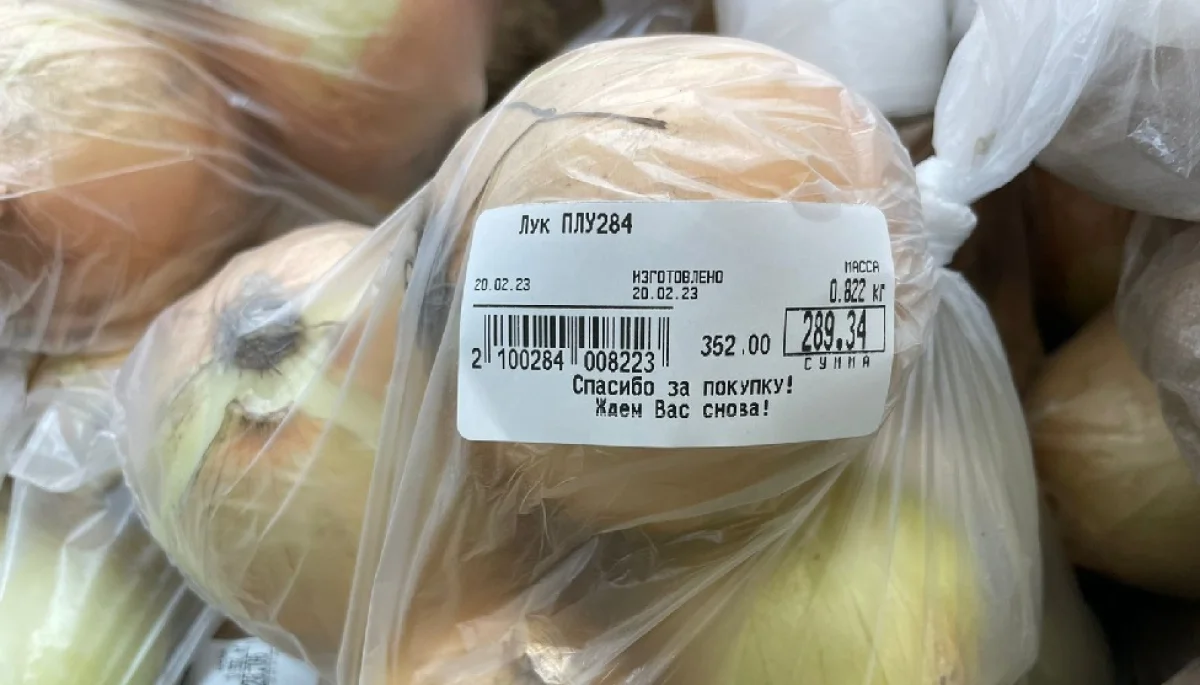 Лук ПЛУ284
МАССА
20.02.23 ИЗГОТОВЛЕНО 0.822 кг
20.02.23
352.00 289.34
2 100284 008223 СУММА
Спасибо за покупку!
Ждем Вас снова!